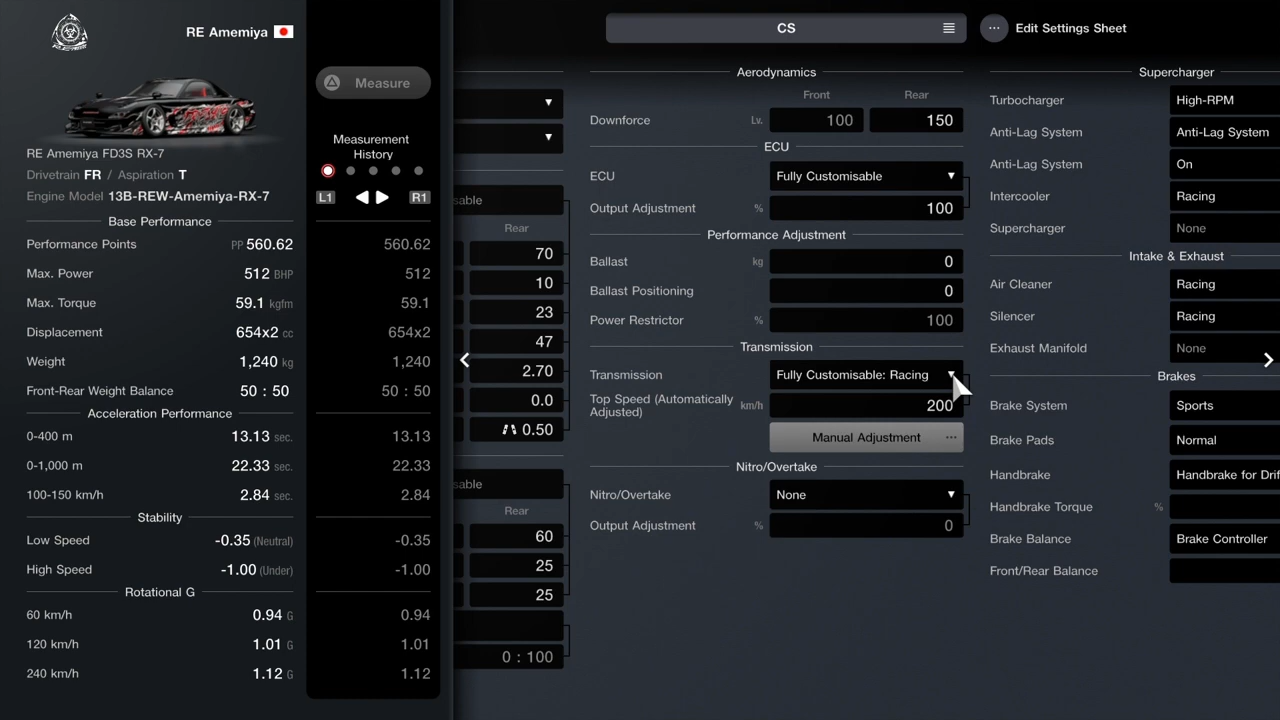 RE Amemiya
RE Amemiya FD3S RX-7
Drivetrain FR / Aspiration T
Engine Model 13B-REW-Amemiya-RX-7
Base Performance
Performance Points PP 560.62
Max. Power 512 BHP
Max. Torque 59.1 kgfm
Displacement 654x2 cc
Weight 1,240 kg
Front-Rear Weight Balance 50 : 50
Acceleration Performance
0-400 m 13.13 sec.
0-1,000 m 22.33 sec.
100-150 km/h 2.84 sec.
Stability
Low Speed -0.35 (Neutral)
High Speed -1.00 (Under)
Rotational G
60 km/h 0.94 G
120 km/h 1.01 G
240 km/h 1.12 G
Measure
Measurement
History
L1 R1
560.62
512
59.1
654x2
1,240
50 : 50
13.13
22.33
2.84
-0.35
-1.00
0.94
1.01
1.12
CS
Edit Settings Sheet
sable
Rear
70
10
23
47
2.70
0.0
0.50
sable
Rear
60
25
25
0 : 100
Aerodynamics
Front Rear
Downforce Lv. 100 150
ECU
ECU Fully Customisable
Output Adjustment % 100
Performance Adjustment
Ballast kg 0
Ballast Positioning 0
Power Restrictor % 100
Transmission
Transmission Fully Customisable: Racing
Top Speed (Automatically
Adjusted) km/h 200
Manual Adjustment ...
Nitro/Overtake
Nitro/Overtake None
Output Adjustment % 0
Supercharger
Turbocharger High-RPM
Anti-Lag System Anti-Lag System
Anti-Lag System On
Intercooler Racing
Supercharger None
Intake & Exhaust
Air Cleaner Racing
Silencer Racing
Exhaust Manifold None
Brakes
Brake System Sports
Brake Pads Normal
Handbrake Handbrake for Drif
Handbrake Torque %
Brake Balance Brake Controller
Front/Rear Balance